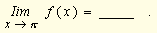 lim f(x) = _____ .
x → π